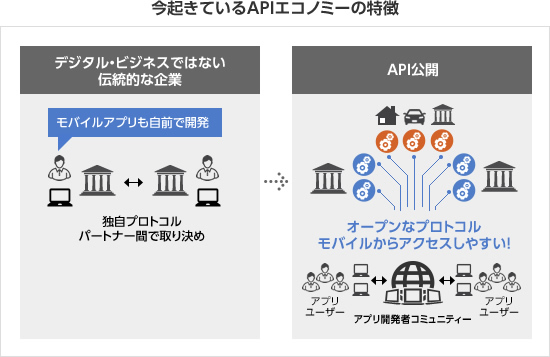 今起きているAPIエコノミーの特徴
デジタル・ビジネスではない
伝統的な企業
モバイルアプリも自前で開発
独自プロトコル
パートナー間で取り決め
API公開
オープンなプロトコル
モバイルからアクセスしやすい!
アプリ
ユーザー
アプリ開発者コミュニティー
アプリ
ユーザー